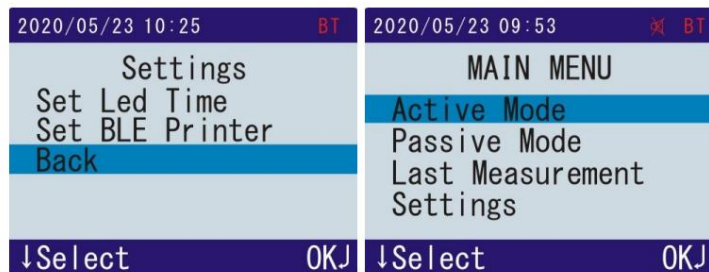 2020/05/23 10:25 BT
Settings
Set Led Time
Set BLE Printer
Back
↓Select OK↲
2020/05/23 09:53 BT
MAIN MENU
Active Mode
Passive Mode
Last Measurement
Settings
↓Select OK↲